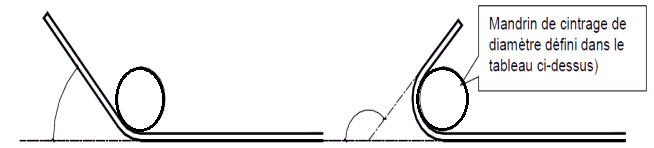 Mandrin de cintrage de
diamètre défini dans le
tableau ci-dessus)